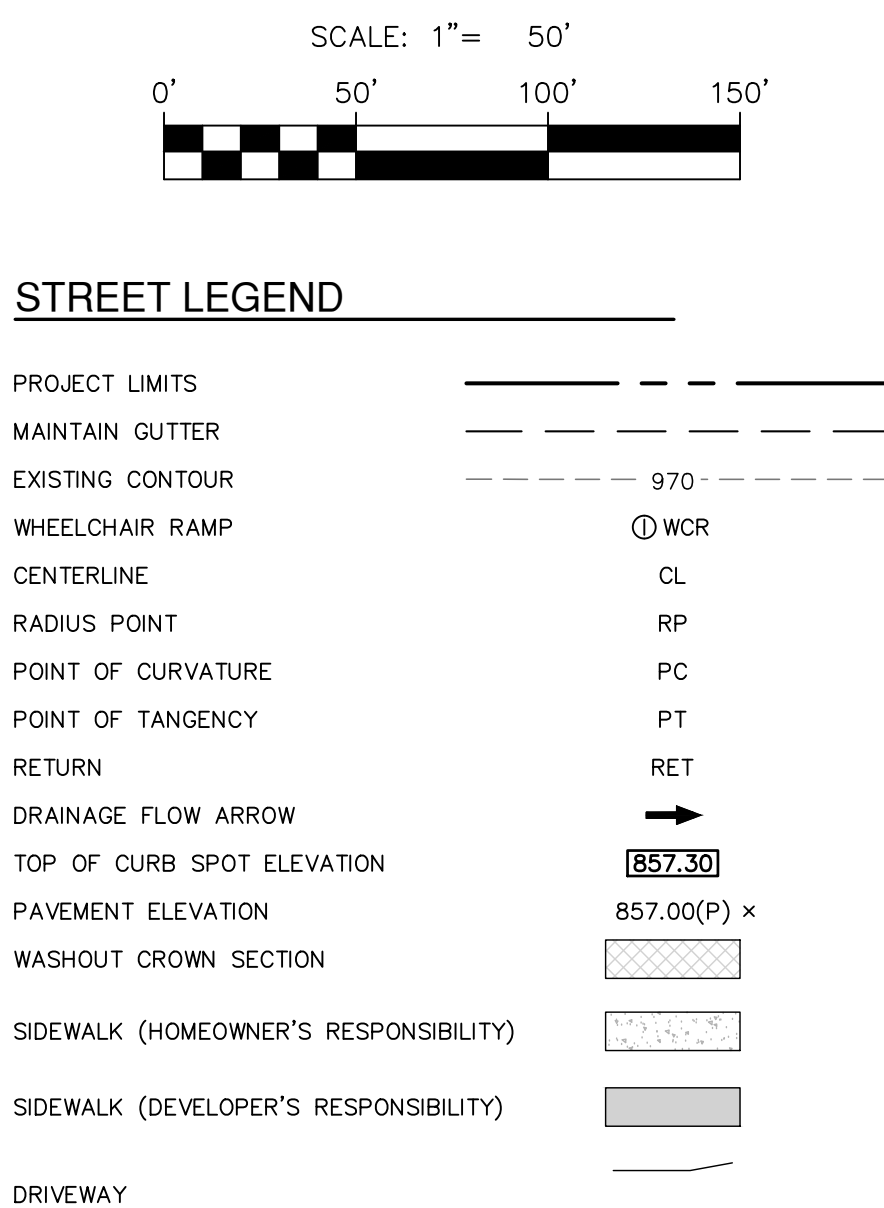 SCALE: 1"= 50'
0' 50' 100' 150'
STREET LEGEND
PROJECT LIMITS
MAINTAIN GUTTER
EXISTING CONTOUR 970
WHEELCHAIR RAMP WCR
CENTERLINE CL
RADIUS POINT RP
POINT OF CURVATURE PC
POINT OF TANGENCY PT
RETURN RET
DRAINAGE FLOW ARROW
TOP OF CURB SPOT ELEVATION 857.30
PAVEMENT ELEVATION 857.00(P) ×
WASHOUT CROWN SECTION
SIDEWALK (HOMEOWNER'S RESPONSIBILITY)
SIDEWALK (DEVELOPER'S RESPONSIBILITY)
DRIVEWAY